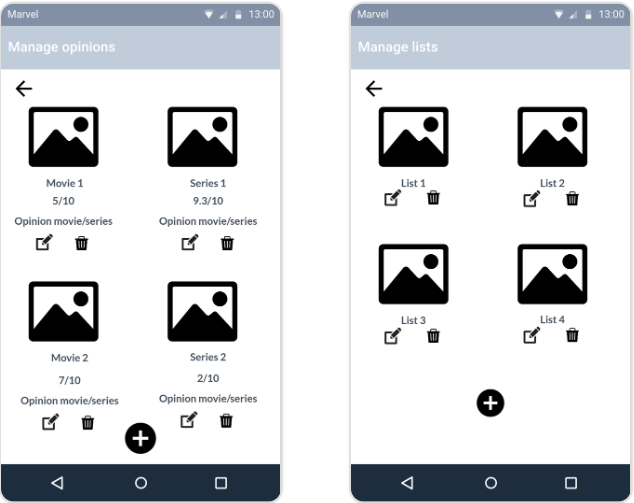 Marvel 13:00
Manage opinions
Movie 1 Series 1
5/10 9.3/10
Opinion movie/series Opinion movie/series
Movie 2 Series 2
7/10 2/10
Opinion movie/series Opinion movie/series
Marvel 13:00
Manage lists
List 1 List 2
List 3 List 4